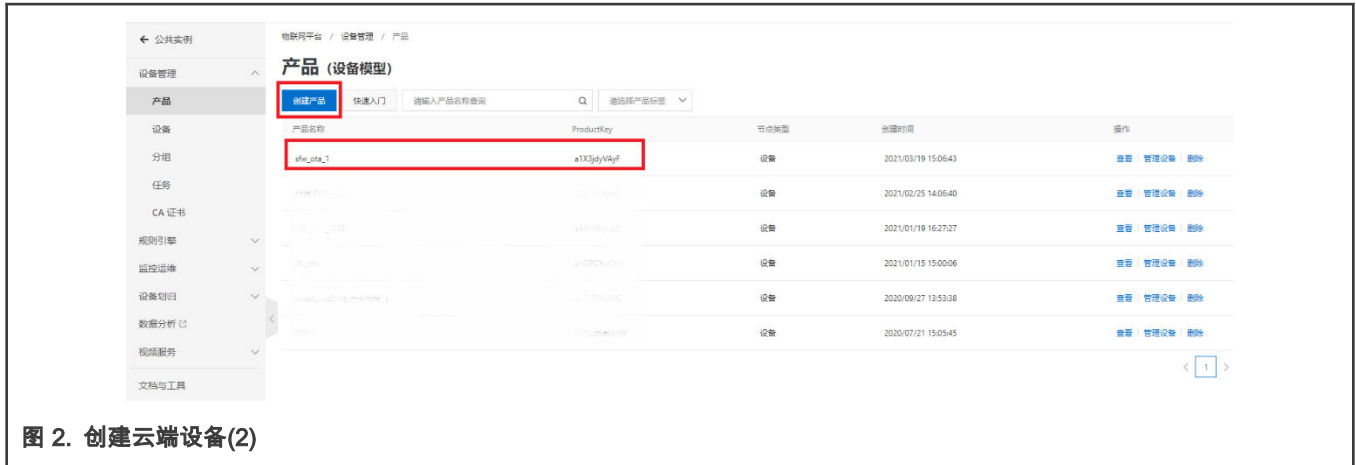 公共实例
物联网平台 / 设备管理 / 产品
设备管理
产品 (设备模型)
产品
创建产品 快速入门 请输入产品名称查询 请选择产品标签
设备
产品名称 ProductKey 节点类型 创建时间 操作
分组
sfw_ota_1 a1X3jdyVAyF 设备 2021/03/19 15:06:43 查看 管理设备 删除
任务
设备 2021/02/25 14:06:40 查看 管理设备 删除
CA 证书
规则引擎
设备 2021/01/19 16:27:27 查看 管理设备 删除
监控运维
设备 2021/01/15 15:00:06 查看 管理设备 删除
设备划归
设备 2020/09/27 13:53:38 查看 管理设备 删除
数据分析
设备 2020/07/21 15:05:45 查看 管理设备 删除
视频服务
1
文档与工具
图 2. 创建云端设备(2)